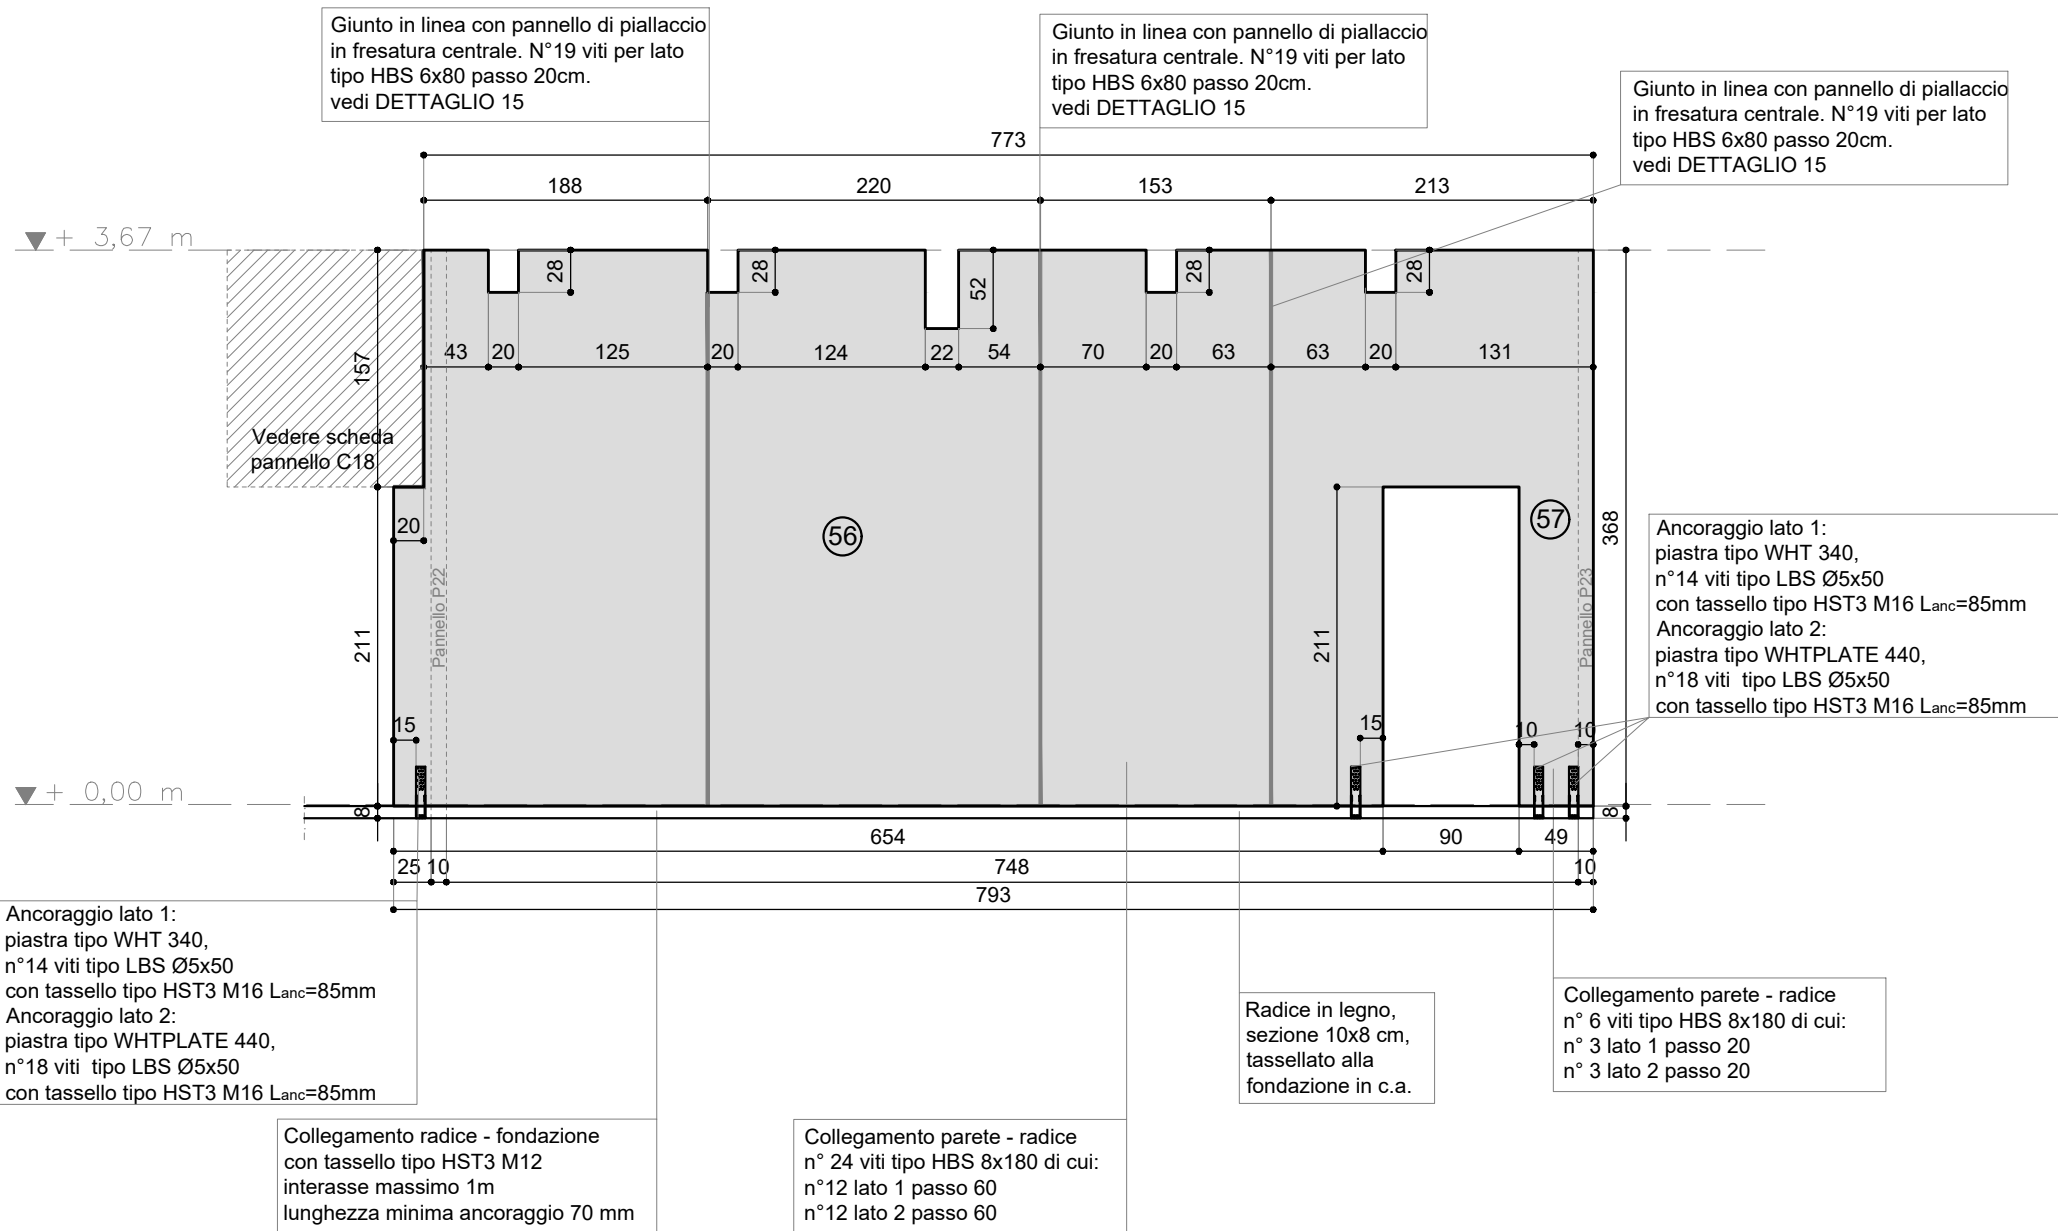 Giunto in linea con pannello di piallaccio
in fresatura centrale. N°19 viti per lato
tipo HBS 6x80 passo 20cm.
vedi DETTAGLIO 15
Giunto in linea con pannello di piallaccio
in fresatura centrale. N°19 viti per lato
tipo HBS 6x80 passo 20cm.
vedi DETTAGLIO 15
Giunto in linea con pannello di piallaccio
in fresatura centrale. N°19 viti per lato
tipo HBS 6x80 passo 20cm.
vedi DETTAGLIO 15
773
188 220 153 213
+ 3,67 m
28 28 52 28 28
43 20 125 20 124 22 54 70 20 63 63 20 131
157
Vedere scheda
pannello C18
20
56
57
368
Pannello P22
Pannello P23
211
211
Ancoraggio lato 1:
piastra tipo WHT 340,
n°14 viti tipo LBS Ø5x50
con tassello tipo HST3 M16 Lanc=85mm
Ancoraggio lato 2:
piastra tipo WHTPLATE 440,
n°18 viti tipo LBS Ø5x50
con tassello tipo HST3 M16 Lanc=85mm
15 15 10 10
+ 0,00 m
8 8
654 90 49
25 10 748 10
793
Ancoraggio lato 1:
piastra tipo WHT 340,
n°14 viti tipo LBS Ø5x50
con tassello tipo HST3 M16 Lanc=85mm
Ancoraggio lato 2:
piastra tipo WHTPLATE 440,
n°18 viti tipo LBS Ø5x50
con tassello tipo HST3 M16 Lanc=85mm
Radice in legno,
sezione 10x8 cm,
tassellato alla
fondazione in c.a.
Collegamento parete - radice
n° 6 viti tipo HBS 8x180 di cui:
n° 3 lato 1 passo 20
n° 3 lato 2 passo 20
Collegamento radice - fondazione
con tassello tipo HST3 M12
interasse massimo 1m
lunghezza minima ancoraggio 70 mm
Collegamento parete - radice
n° 24 viti tipo HBS 8x180 di cui:
n°12 lato 1 passo 60
n°12 lato 2 passo 60